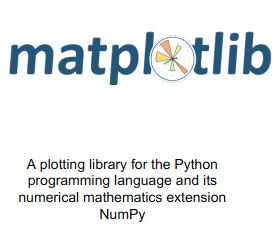 matplotlib
A plotting library for the Python
programming language and its
numerical mathematics extension
NumPy